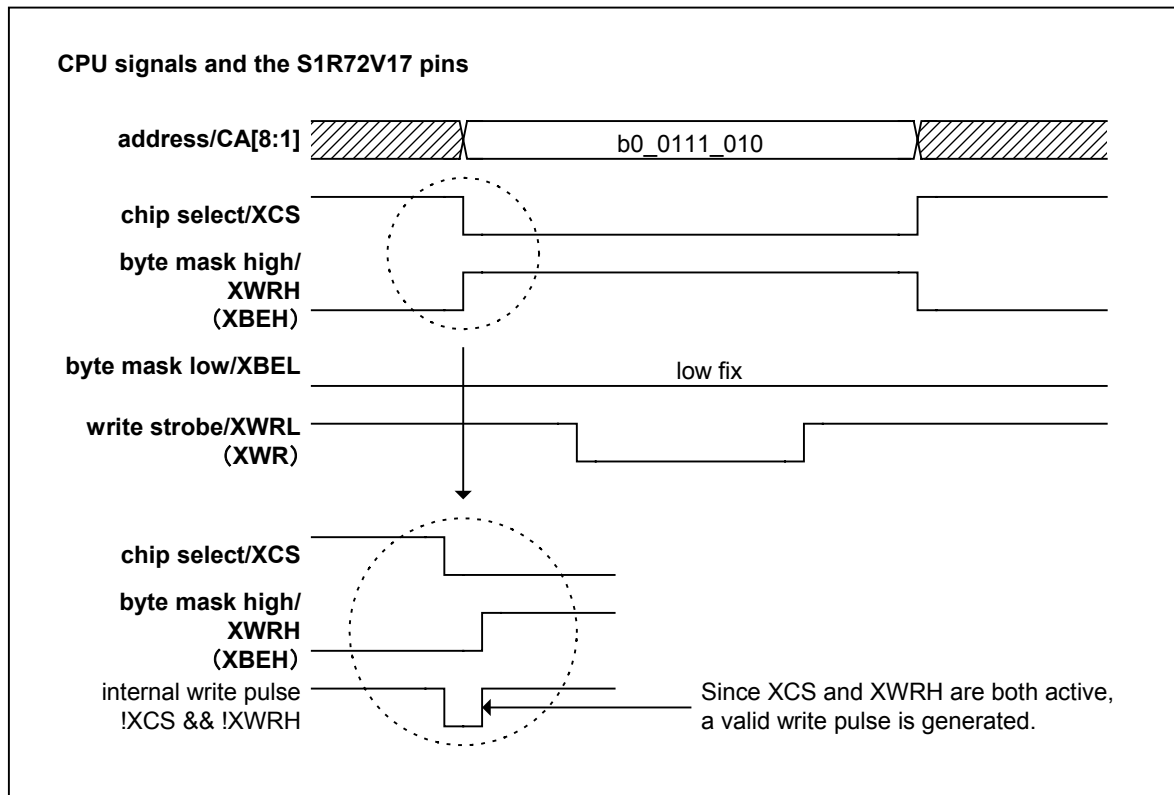 CPU signals and the S1R72V17 pins
address/CA[8:1]
b0_0111_010
chip select/XCS
byte mask high/
XWRH
（XBEH）
byte mask low/XBEL
low fix
write strobe/XWRL
（XWR）
chip select/XCS
byte mask high/
XWRH
（XBEH）
internal write pulse
!XCS && !XWRH
Since XCS and XWRH are both active,
a valid write pulse is generated.